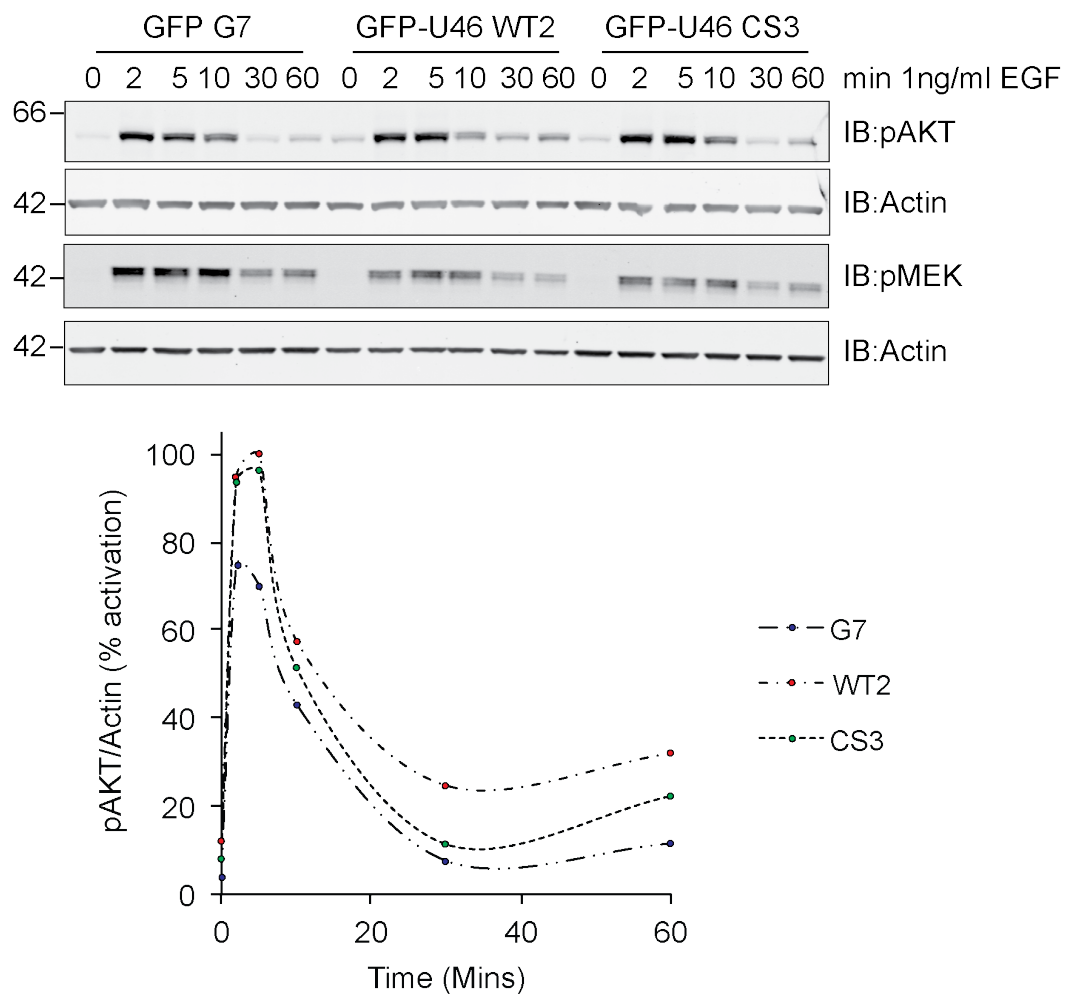 GFP G7 GFP-U46 WT2 GFP-U46 CS3
0 2 5 10 30 60 0 2 5 10 30 60 0 2 5 10 30 60 min 1ng/ml EGF
66 IB:pAKT
42 IB:Actin
42 IB:pMEK
42 IB:Actin
100
80
60
40
20
0
pAKT/Actin (% activation)
0 20 40 60
Time (Mins)
G7
WT2
CS3